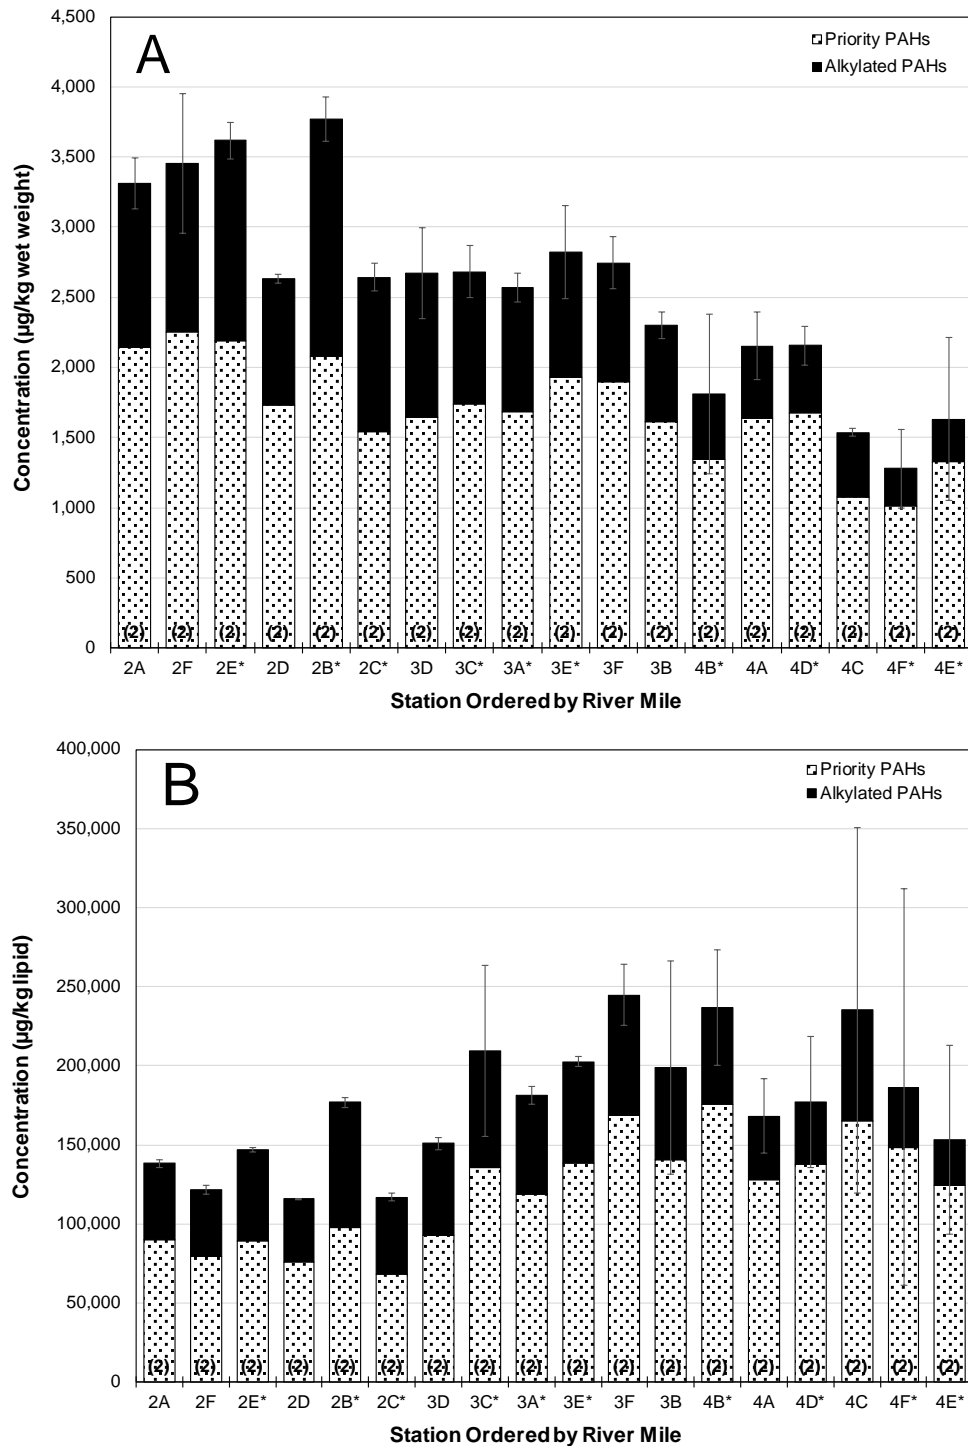 4,500
A
Priority PAHs
Alkylated PAHs
4,000
3,500
3,000
2,500
2,000
1,500
1,000
500
0
Concentration (µg/kg wet weight)
(2) (2) (2) (2) (2) (2) (2) (2) (2) (2) (2) (2) (2) (2) (2) (2) (2) (2)
2A 2F 2E* 2D 2B* 2C* 3D 3C* 3A* 3E* 3F 3B 4B* 4A 4D* 4C 4F* 4E*
Station Ordered by River Mile
400,000
B
Priority PAHs
Alkylated PAHs
350,000
300,000
250,000
200,000
150,000
100,000
50,000
0
Concentration (µg/kg lipid)
(2) (2) (2) (2) (2) (2) (2) (2) (2) (2) (2) (2) (2) (2) (2) (2) (2) (2)
2A 2F 2E* 2D 2B* 2C* 3D 3C* 3A* 3E* 3F 3B 4B* 4A 4D* 4C 4F* 4E*
Station Ordered by River Mile